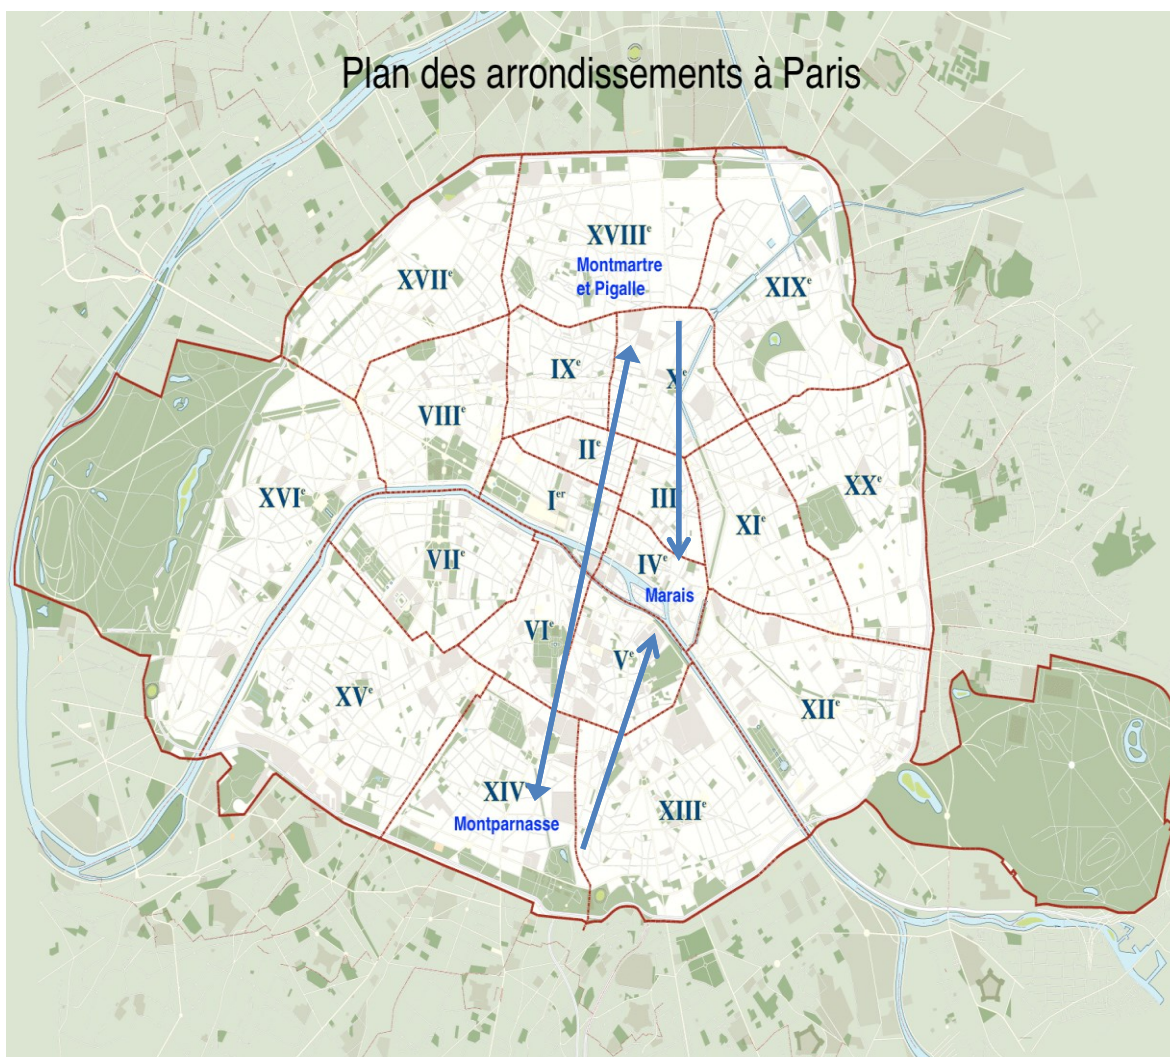 Plan des arrondissements à Paris
XVIIIe
Montmartre
et Pigalle
XVIIe
XIXe
IXe
Xe
VIIIe
IIe
XVIe
Ier
III
XXe
XIe
VIIe
IVe
Marais
VIe
Ve
XVe
XIIe
XIV
Montparnasse
XIIIe